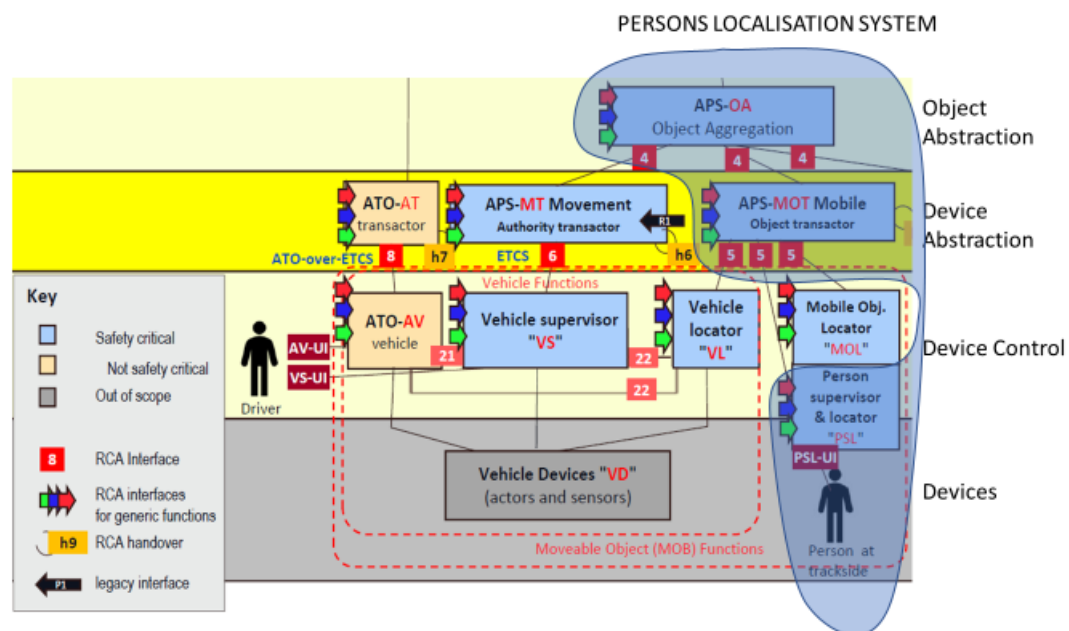 PERSONS LOCALISATION SYSTEM
APS-OA
Object Aggregation
Object
Abstraction
4
4
4
ATO-AT
transactor
APS-MT Movement
Authority transactor
R1
APS-MOT Mobile
Object transactor
Device
Abstraction
ATO-over-ETCS
8
h7
ETCS
6
h6
5
5
5
Key
Safety critical
Not safety critical
Out of scope
8
RCA Interface
RCA interfaces
for generic functions
h9
RCA handover
P1
legacy interface
Vehicle Functions
AV-UI
VS-UI
Driver
ATO-AV
vehicle
21
Vehicle supervisor
"VS"
22
22
Vehicle
locator
"VL"
Mobile Obj.
Locator
"MOL"
Device Control
Person
supervisor
& locator
"PSL"
PSL-UI
Vehicle Devices "VD"
(actors and sensors)
Devices
Moveable Object (MOB) Functions
Person at
trackside